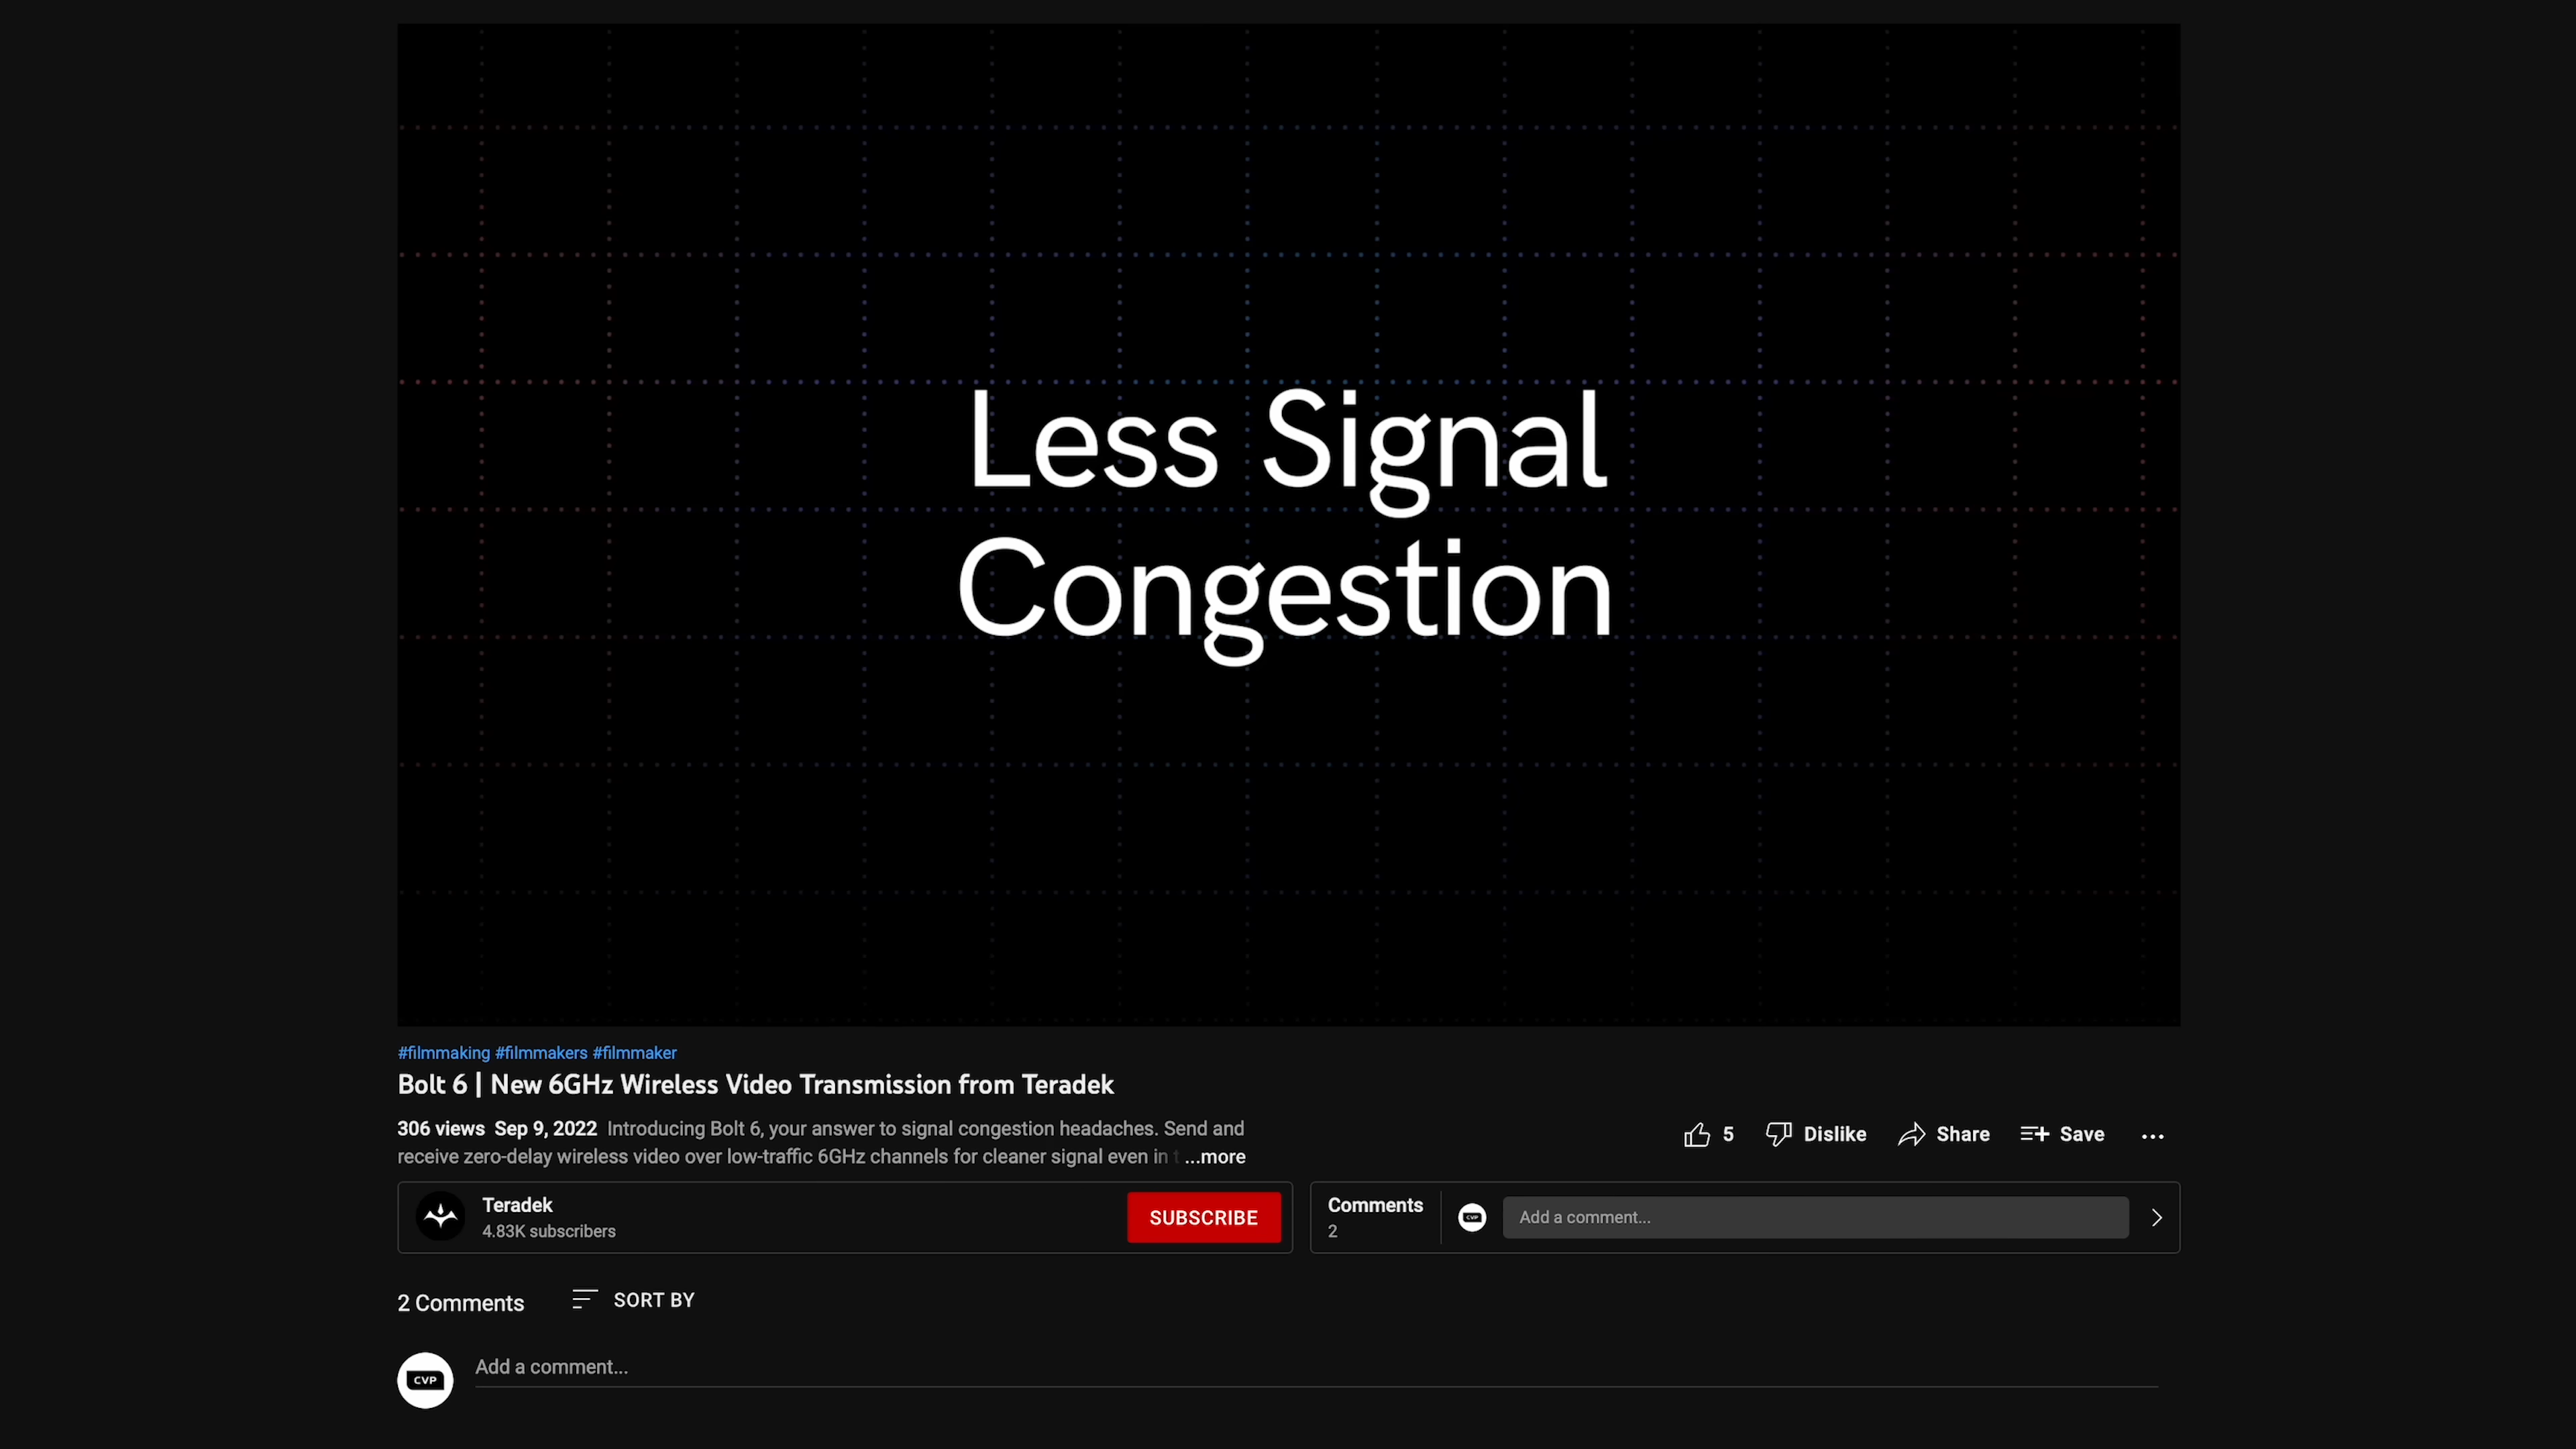 Less Signal
Congestion
#filmmaking #filmmakers #filmmaker
Bolt 6 | New 6GHz Wireless Video Transmission from Teradek
306 views Sep 9, 2022 Introducing Bolt 6, your answer to signal congestion headaches. Send and
receive zero-delay wireless video over low-traffic 6GHz channels for cleaner signal even in t ...more
5 Dislike Share Save ...
Teradek
4.83K subscribers
SUBSCRIBE
Comments
2
CVP
Add a comment...
2 Comments
SORT BY
CVP
Add a comment...